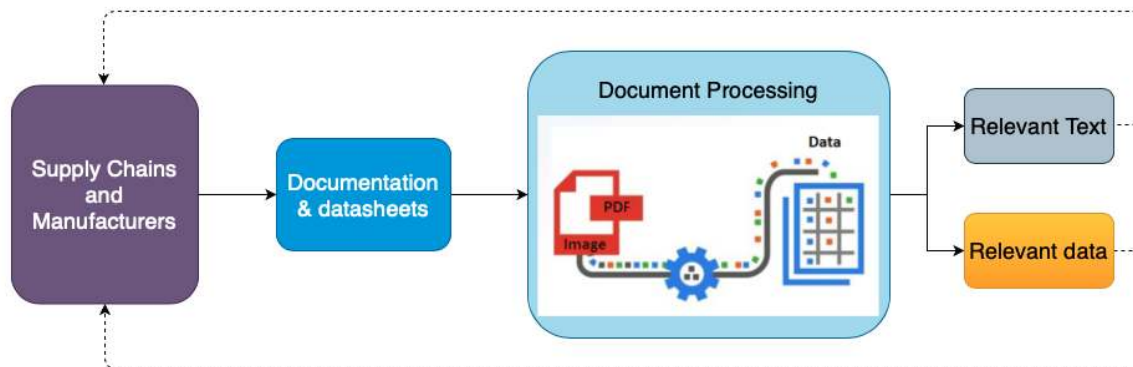 Supply Chains
and
Manufacturers
Documentation
& datasheets
Document Processing
Data
PDF
Image
Relevant Text
Relevant data